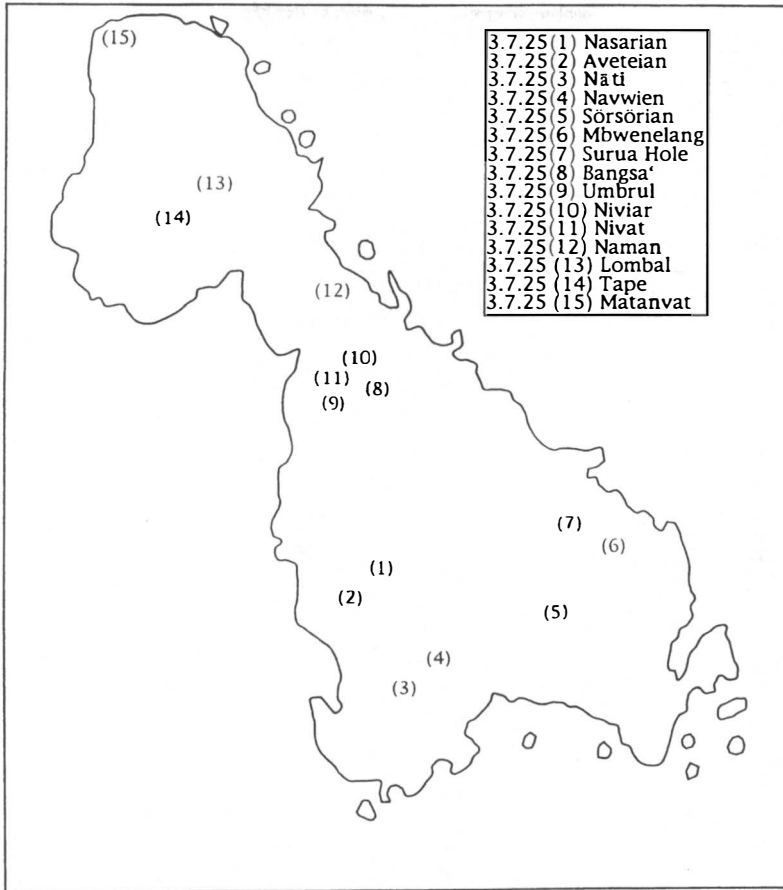 (15)
3.7.25(1) Nasarian
3.7.25(2) Aveteian
3.7.25(3) Nāti
3.7.25(4) Navwien
3.7.25(5) Sörsörian
3.7.25(6) Mbwenelang
3.7.25(7) Surua Hole
3.7.25(8) Bangsa‘
3.7.25(9) Umbrul
3.7.25(10) Niviar
3.7.25(11) Nivat
3.7.25(12) Naman
3.7.25 (13) Lombal
3.7.25 (14) Tape
3.7.25 (15) Matanvat
(13)
(14)
(12)
(10)
(11)
(8)
(9)
(7)
(6)
(1)
(2)
(5)
(4)
(3)